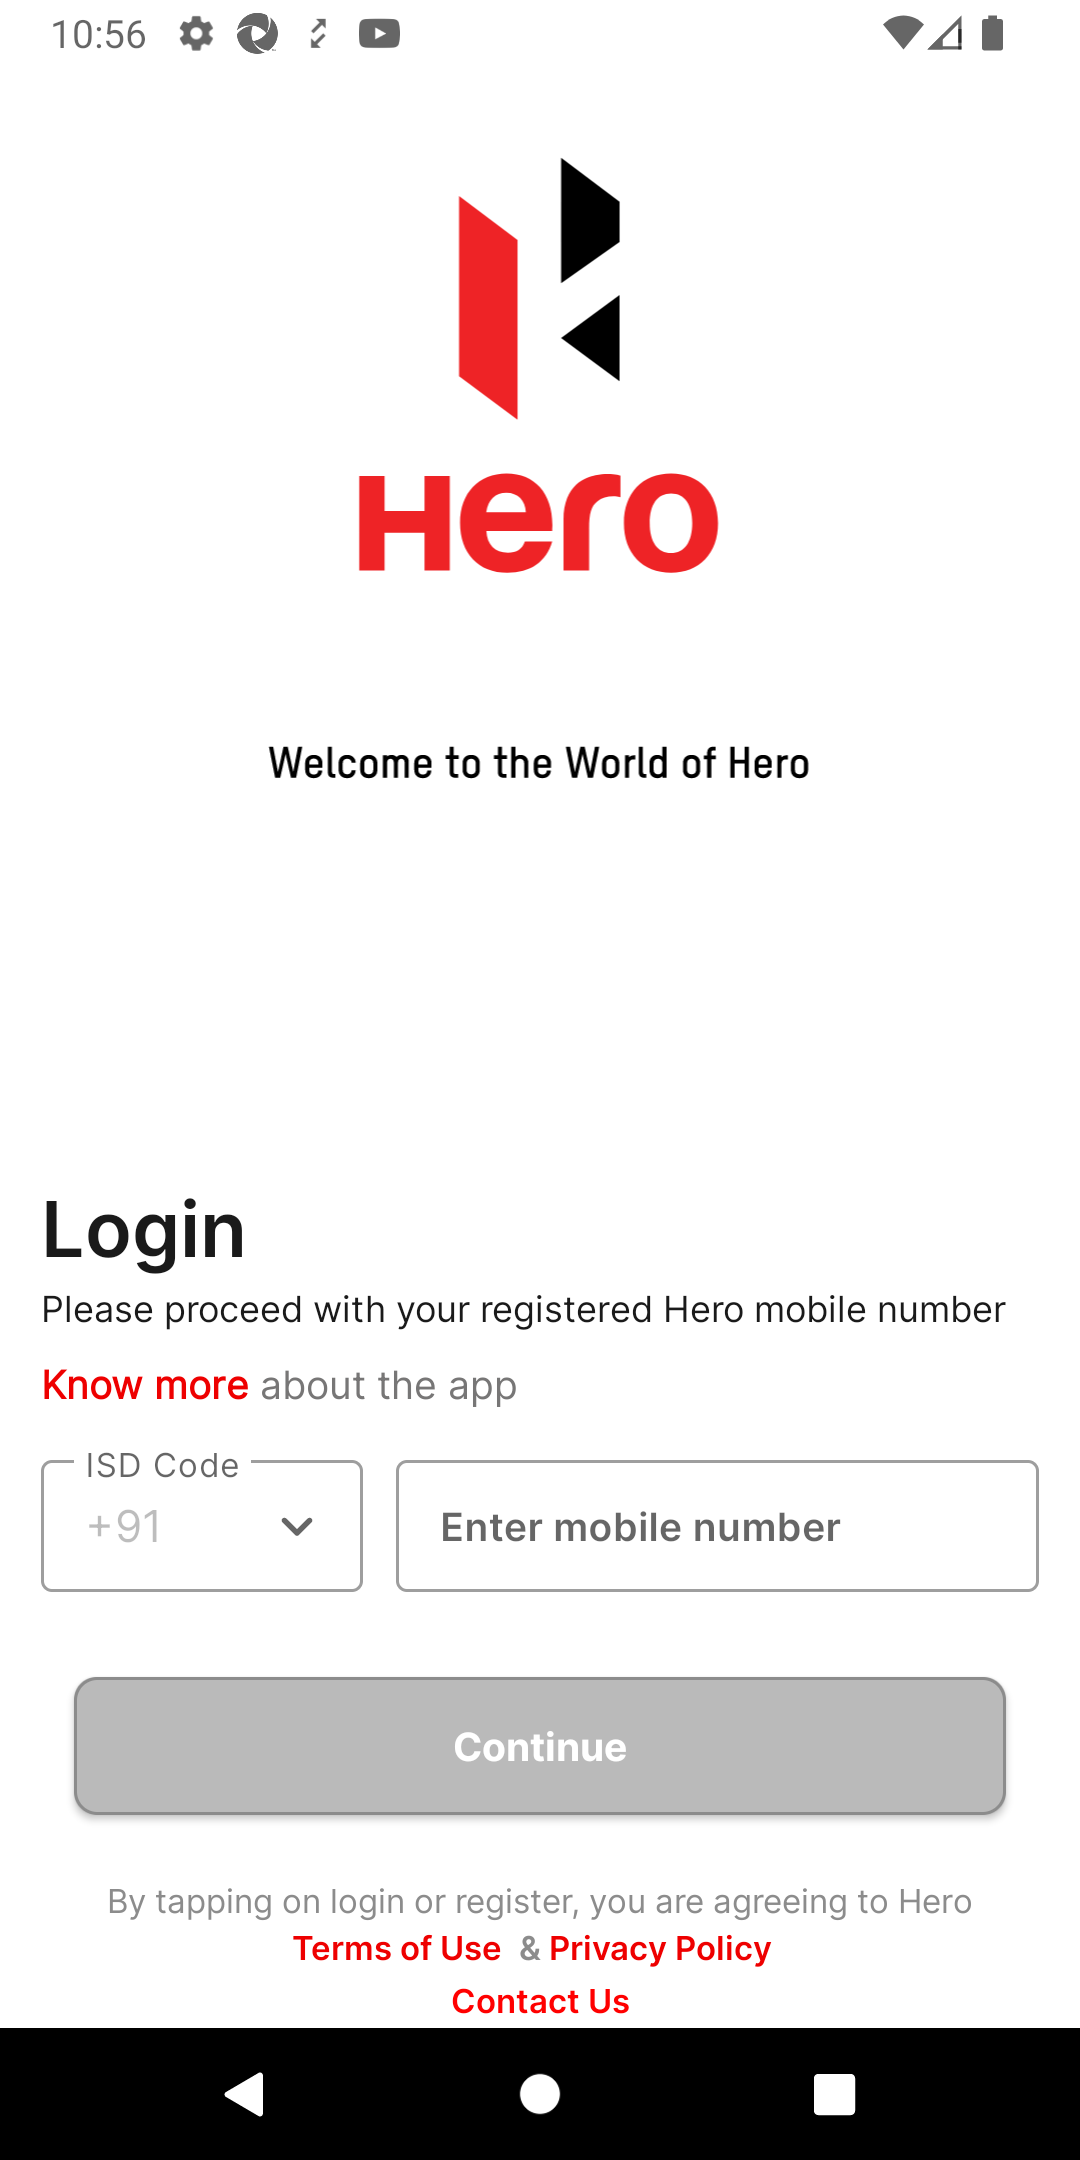 10:56
Hero
Welcome to the World of Hero
Login
Please proceed with your registered Hero mobile number
Know more about the app
ISD Code
+91
Enter mobile number
Continue
By tapping on login or register, you are agreeing to Hero
Terms of Use & Privacy Policy
Contact Us